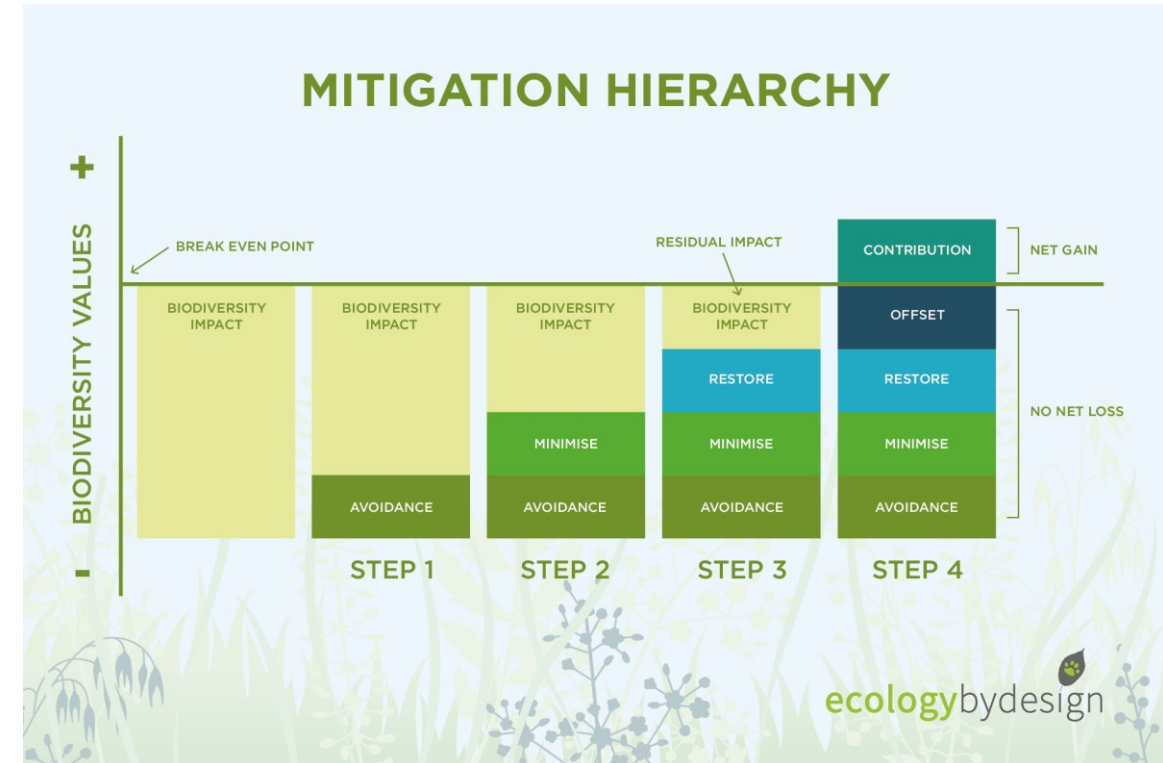 MITIGATION HIERARCHY
+
BIODIVERSITY VALUES
-
BREAK EVEN POINT
RESIDUAL IMPACT
NET GAIN
NO NET LOSS
BIODIVERSITY
IMPACT
BIODIVERSITY
IMPACT
AVOIDANCE
STEP 1
BIODIVERSITY
IMPACT
MINIMISE
AVOIDANCE
STEP 2
BIODIVERSITY
IMPACT
RESTORE
MINIMISE
AVOIDANCE
STEP 3
CONTRIBUTION
OFFSET
RESTORE
MINIMISE
AVOIDANCE
STEP 4
ecologybydesign